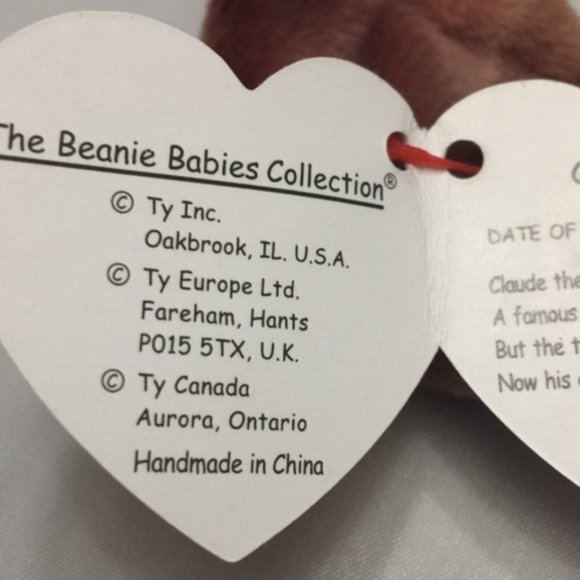 The Beanie Babies Collection®
© Ty Inc.
Oakbrook, IL. U.S.A.
© Ty Europe Ltd.
Fareham, Hants
P015 5TX, U.K.
© Ty Canada
Aurora, Ontario
Handmade in China
DATE OF
Claude the
A famous
But the
Now his